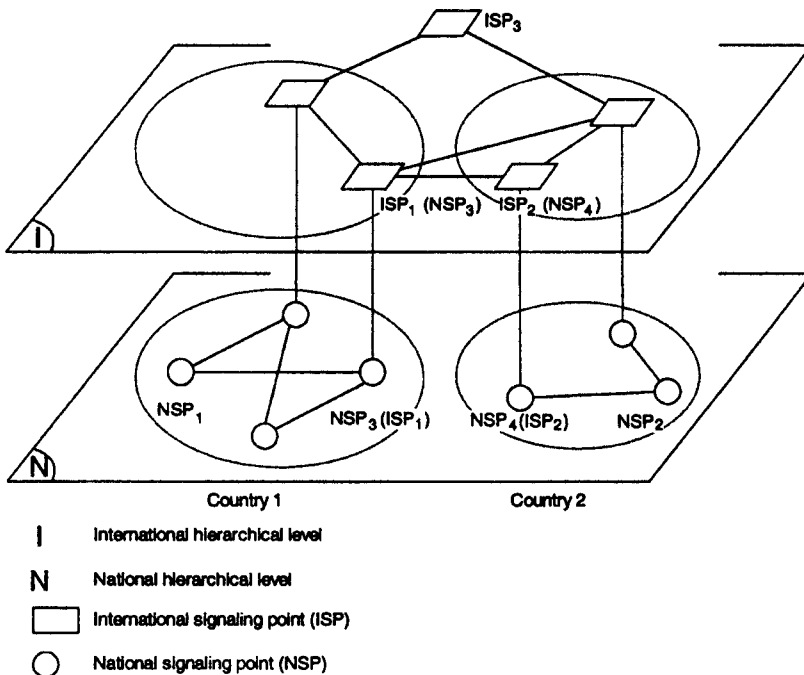 ISP3
ISP1 (NSP3) ISP2 (NSP4)
I
NSP1 NSP3 (ISP1) NSP4(ISP2) NSP2
N
Country 1 Country 2
I International hierarchical level
N National hierarchical level
International signaling point (ISP)
National signaling point (NSP)